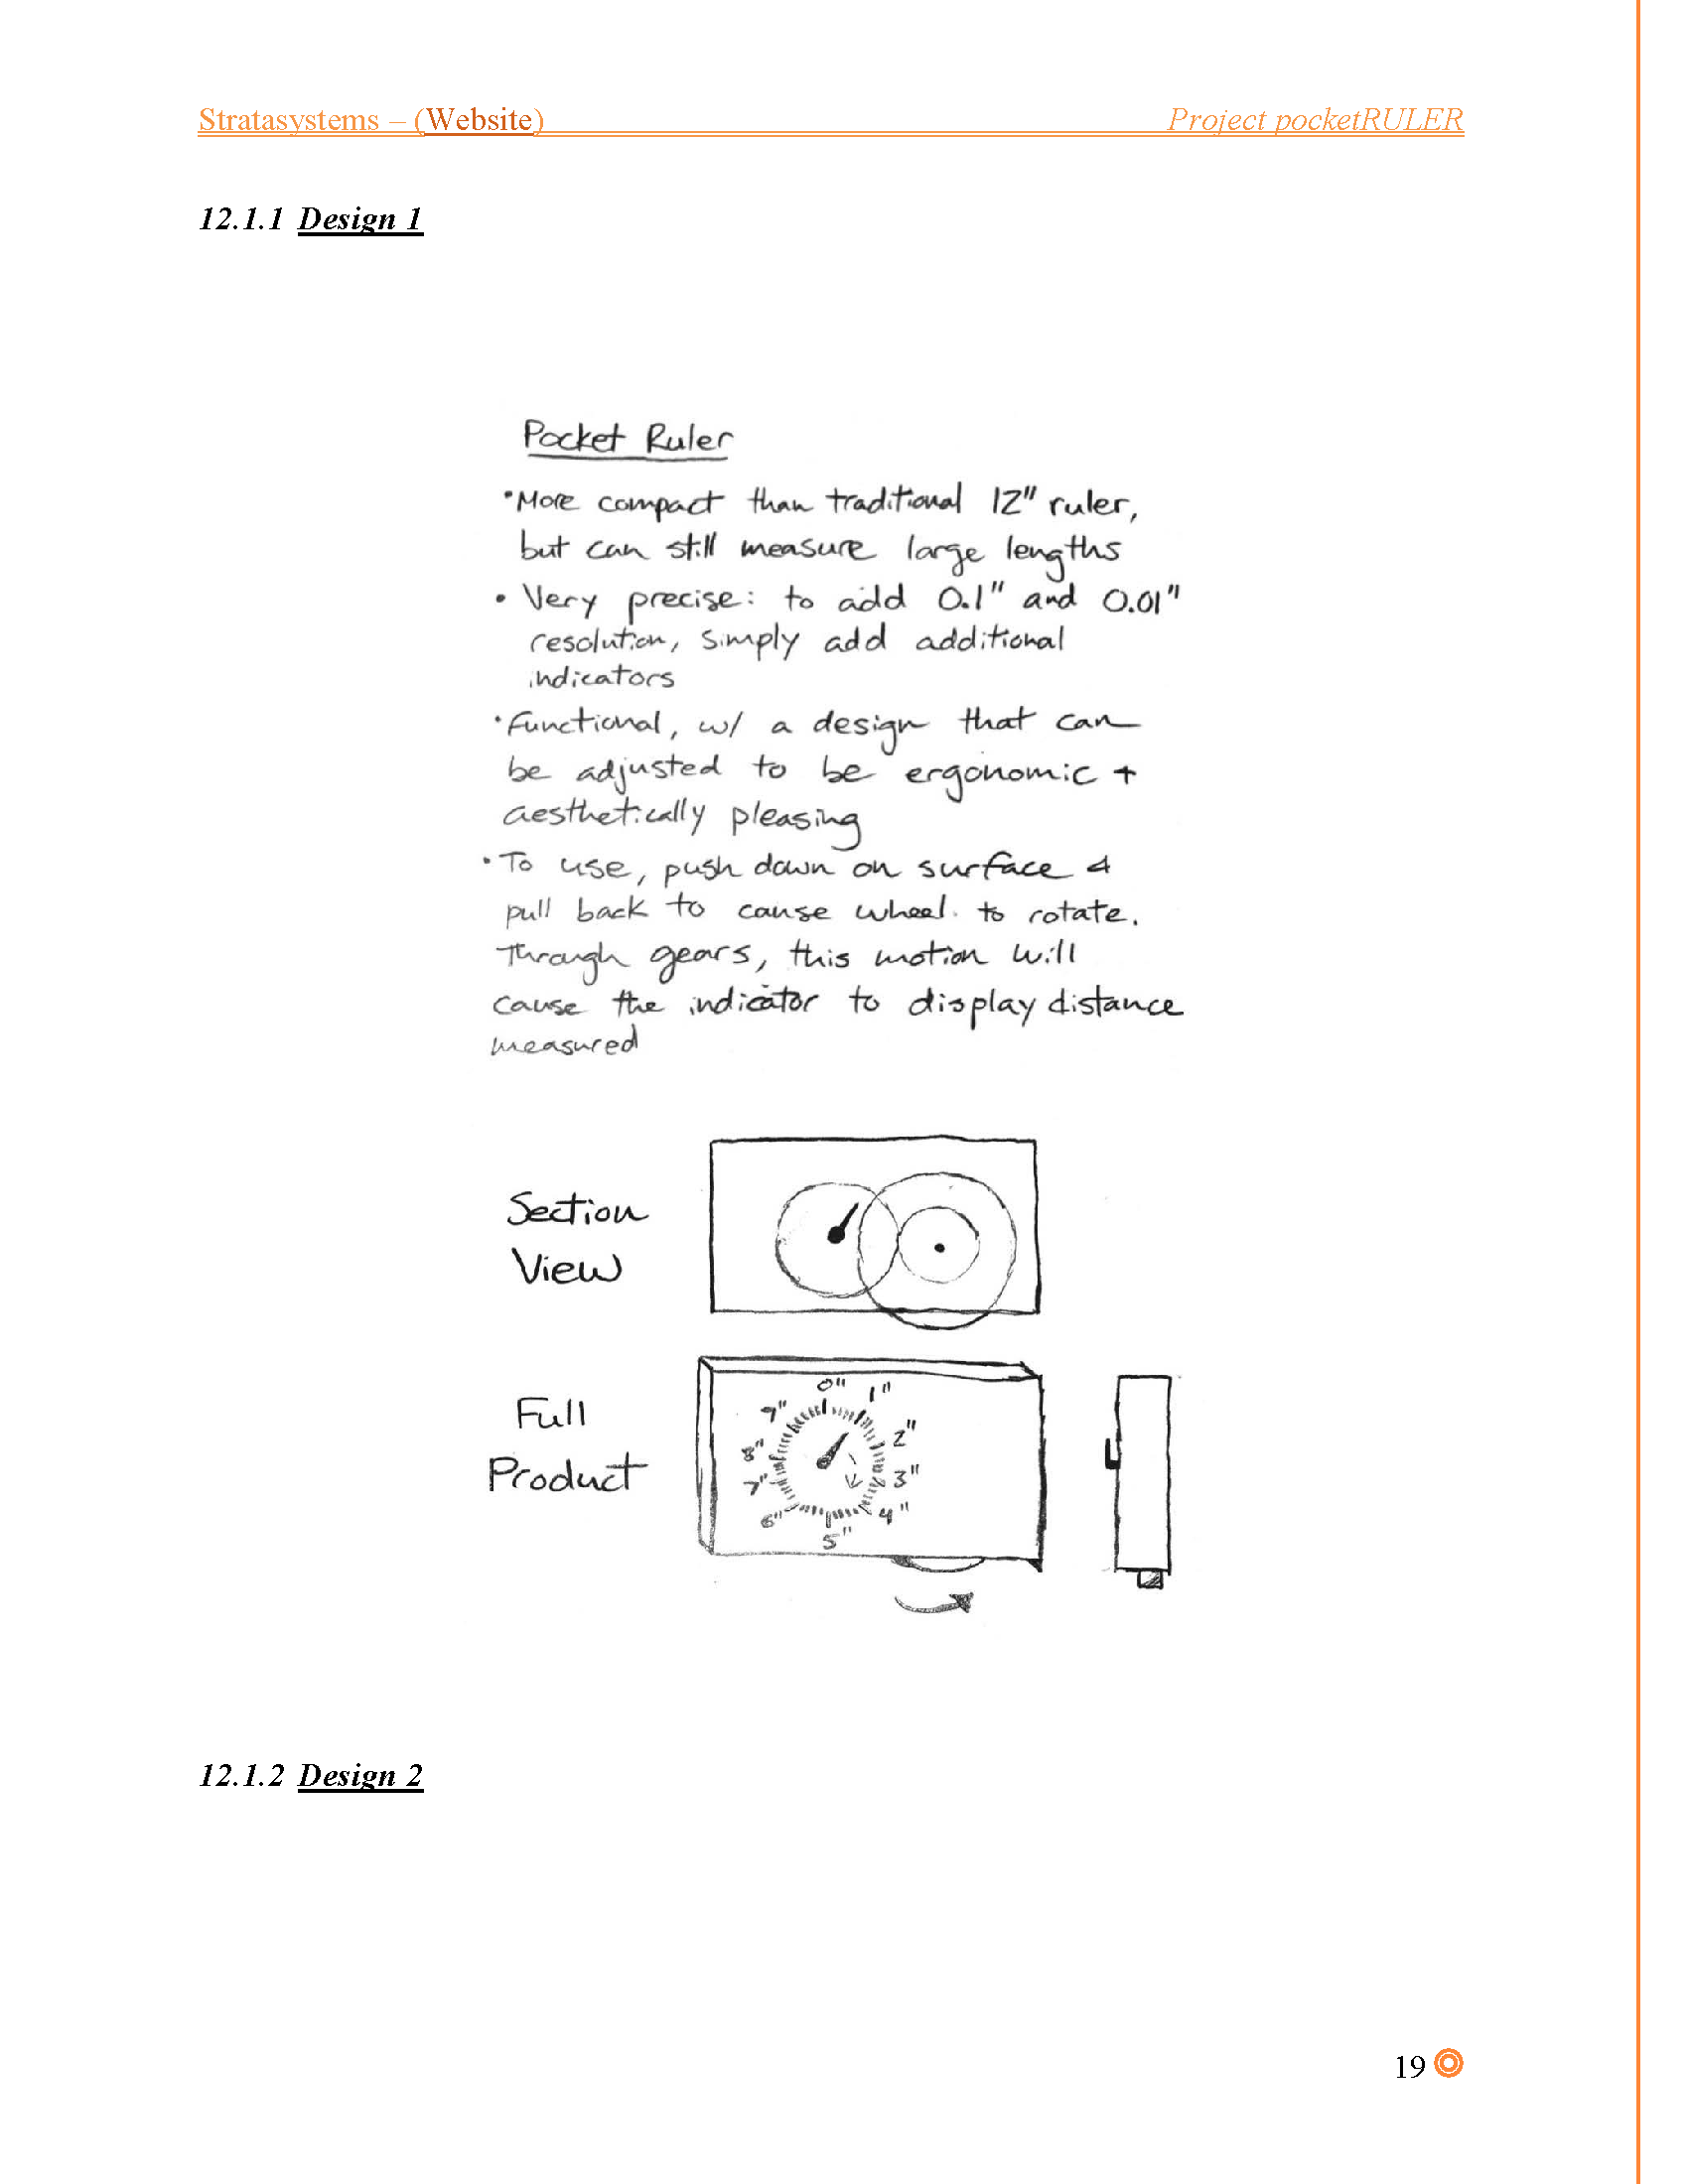 Stratasystems – (Website) Project pocketRULER
12.1.1 Design 1
Pocket Ruler
•More compact than traditional 12" ruler,
but can still measure large lengths
• Very precise: to add 0.1" and 0.01"
resolution, simply add additional
indicators
•Functional, w/ a design that can
be adjusted to be ergonomic +
aesthetically pleasing
•To use, push down on surface &
pull back to cause wheel to rotate.
Through gears, this motion will
cause the indicator to display distance
measured
Section
View
Full
Product
0"
1"
2"
3"
4"
5"
6"
7"
8"
9"
12.1.2 Design 2
19